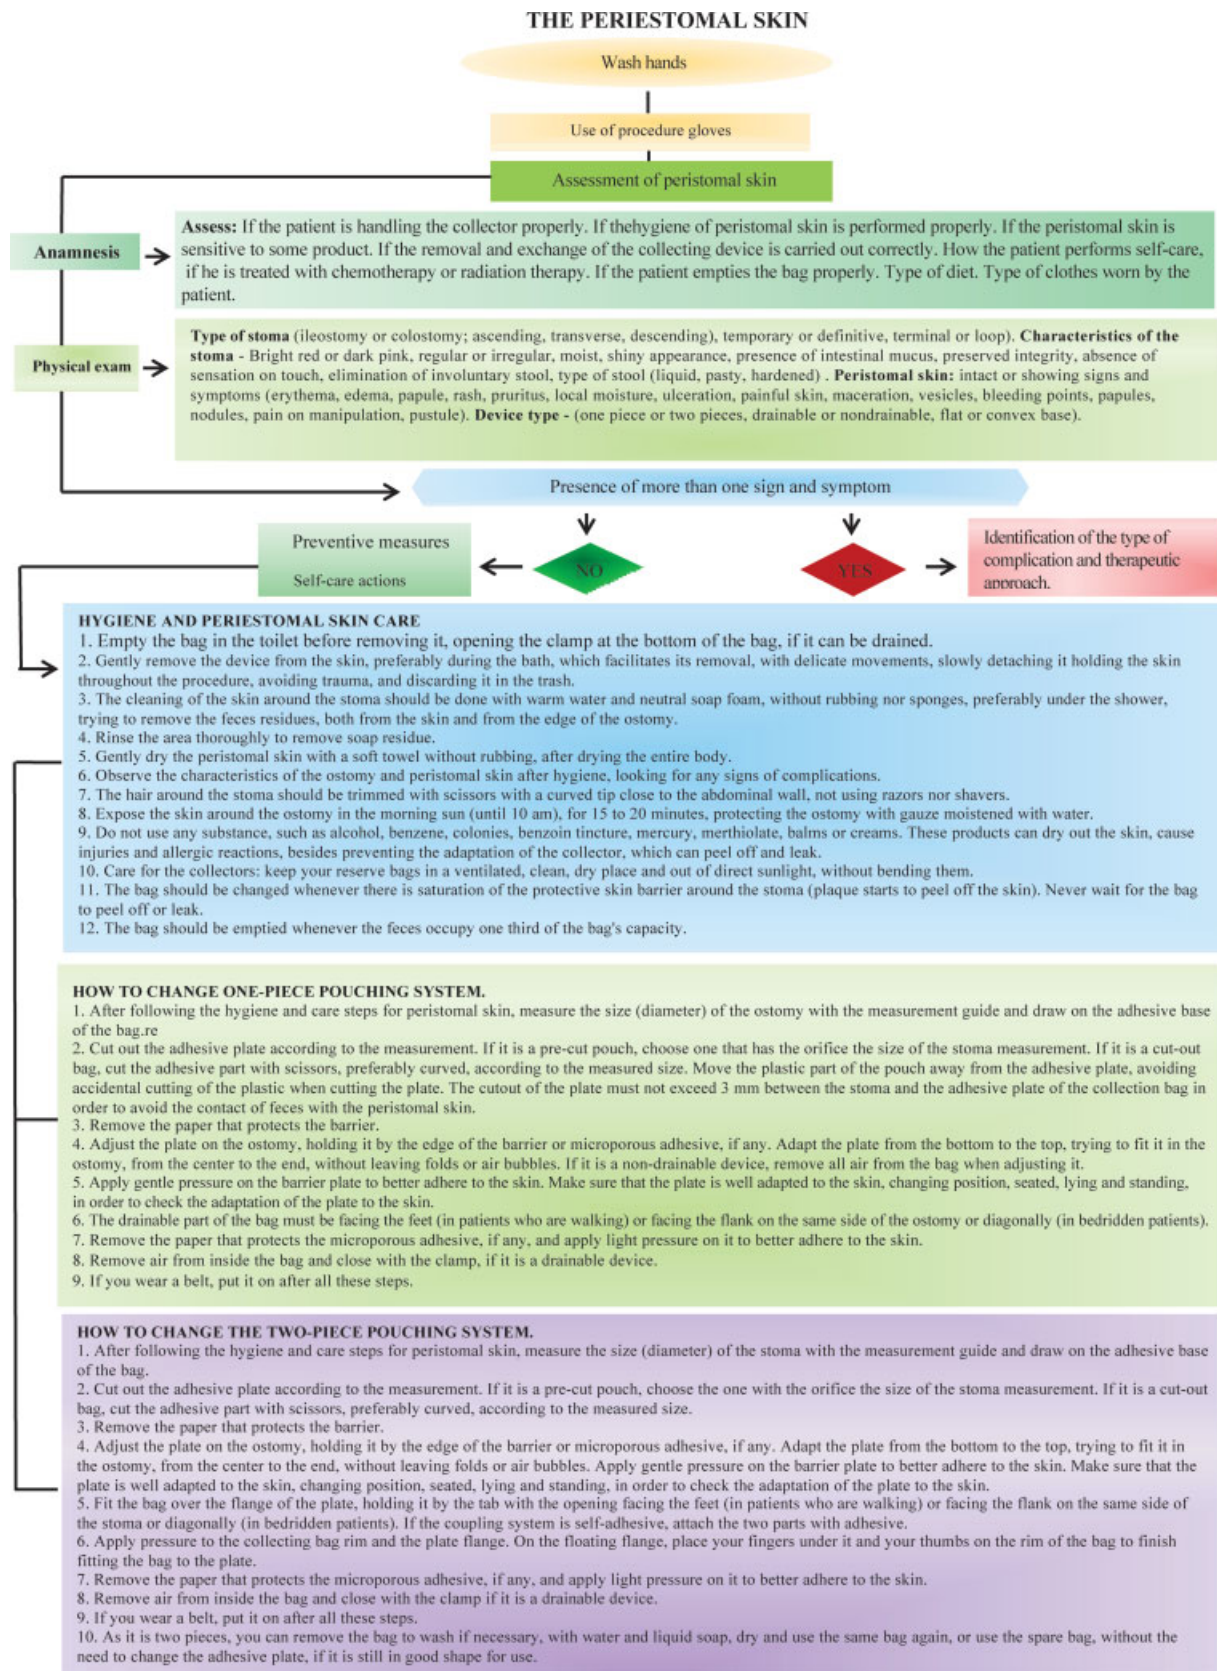 THE PERIESTOMAL SKIN
Wash hands
Use of procedure gloves
Assessment of peristomal skin
Anamnesis
Assess: If the patient is handling the collector properly. If thehygiene of peristomal skin is performed properly. If the peristomal skin is
sensitive to some product. If the removal and exchange of the collecting device is carried out correctly. How the patient performs self-care,
if he is treated with chemotherapy or radiation therapy. If the patient empties the bag properly. Type of diet. Type of clothes worn by the
patient.
Physical exam
Type of stoma (ileostomy or colostomy; ascending, transverse, descending), temporary or definitive, terminal or loop). Characteristics of the
stoma - Bright red or dark pink, regular or irregular, moist, shiny appearance, presence of intestinal mucus, preserved integrity, absence of
sensation on touch, elimination of involuntary stool, type of stool (liquid, pasty, hardened) . Peristomal skin: intact or showing signs and
symptoms (erythema, edema, papule, rash, pruritus, local moisture, ulceration, painful skin, maceration, vesicles, bleeding points, papules,
nodules, pain on manipulation, pustule). Device type - (one piece or two pieces, drainable or nondrainable, flat or convex base).
Presence of more than one sign and symptom
Preventive measures
Self-care actions
NO
YES
Identification of the type of
complication and therapeutic
approach.
HYGIENE AND PERIESTOMAL SKIN CARE
1. Empty the bag in the toilet before removing it, opening the clamp at the bottom of the bag, if it can be drained.
2. Gently remove the device from the skin, preferably during the bath, which facilitates its removal, with delicate movements, slowly detaching it holding the skin
throughout the procedure, avoiding trauma, and discarding it in the trash.
3. The cleaning of the skin around the stoma should be done with warm water and neutral soap foam, without rubbing nor sponges, preferably under the shower,
trying to remove the feces residues, both from the skin and from the edge of the ostomy.
4. Rinse the area thoroughly to remove soap residue.
5. Gently dry the peristomal skin with a soft towel without rubbing, after drying the entire body.
6. Observe the characteristics of the ostomy and peristomal skin after hygiene, looking for any signs of complications.
7. The hair around the stoma should be trimmed with scissors with a curved tip close to the abdominal wall, not using razors nor shavers.
8. Expose the skin around the ostomy in the morning sun (until 10 am), for 15 to 20 minutes, protecting the ostomy with gauze moistened with water.
9. Do not use any substance, such as alcohol, benzene, colonies, benzoin tincture, mercury, merthiolate, balms or creams. These products can dry out the skin, cause
injuries and allergic reactions, besides preventing the adaptation of the collector, which can peel off and leak.
10. Care for the collectors: keep your reserve bags in a ventilated, clean, dry place and out of direct sunlight, without bending them.
11. The bag should be changed whenever there is saturation of the protective skin barrier around the stoma (plaque starts to peel off the skin). Never wait for the bag
to peel off or leak.
12. The bag should be emptied whenever the feces occupy one third of the bag's capacity.
HOW TO CHANGE ONE-PIECE POUCHING SYSTEM.
1. After following the hygiene and care steps for peristomal skin, measure the size (diameter) of the ostomy with the measurement guide and draw on the adhesive base
of the bag.re
2. Cut out the adhesive plate according to the measurement. If it is a pre-cut pouch, choose one that has the orifice the size of the stoma measurement. If it is a cut-out
bag, cut the adhesive part with scissors, preferably curved, according to the measured size. Move the plastic part of the pouch away from the adhesive plate, avoiding
accidental cutting of the plastic when cutting the plate. The cutout of the plate must not exceed 3 mm between the stoma and the adhesive plate of the collection bag in
order to avoid the contact of feces with the peristomal skin.
3. Remove the paper that protects the barrier.
4. Adjust the plate on the ostomy, holding it by the edge of the barrier or microporous adhesive, if any. Adapt the plate from the bottom to the top, trying to fit it in the
ostomy, from the center to the end, without leaving folds or air bubbles. If it is a non-drainable device, remove all air from the bag when adjusting it.
5. Apply gentle pressure on the barrier plate to better adhere to the skin. Make sure that the plate is well adapted to the skin, changing position, seated, lying and standing,
in order to check the adaptation of the plate to the skin.
6. The drainable part of the bag must be facing the feet (in patients who are walking) or facing the flank on the same side of the ostomy or diagonally (in bedridden patients).
7. Remove the paper that protects the microporous adhesive, if any, and apply light pressure on it to better adhere to the skin.
8. Remove air from inside the bag and close with the clamp, if it is a drainable device.
9. If you wear a belt, put it on after all these steps.
HOW TO CHANGE THE TWO-PIECE POUCHING SYSTEM.
1. After following the hygiene and care steps for peristomal skin, measure the size (diameter) of the stoma with the measurement guide and draw on the adhesive base
of the bag.
2. Cut out the adhesive plate according to the measurement. If it is a pre-cut pouch, choose the one with the orifice the size of the stoma measurement. If it is a cut-out
bag, cut the adhesive part with scissors, preferably curved, according to the measured size.
3. Remove the paper that protects the barrier.
4. Adjust the plate on the ostomy, holding it by the edge of the barrier or microporous adhesive, if any. Adapt the plate from the bottom to the top, trying to fit it in
the ostomy, from the center to the end, without leaving folds or air bubbles. Apply gentle pressure on the barrier plate to better adhere to the skin. Make sure that the
plate is well adapted to the skin, changing position, seated, lying and standing, in order to check the adaptation of the plate to the skin.
5. Fit the bag over the flange of the plate, holding it by the tab with the opening facing the feet (in patients who are walking) or facing the flank on the same side of
the stoma or diagonally (in bedridden patients). If the coupling system is self-adhesive, attach the two parts with adhesive.
6. Apply pressure to the collecting bag rim and the plate flange. On the floating flange, place your fingers under it and your thumbs on the rim of the bag to finish
fitting the bag to the plate.
7. Remove the paper that protects the microporous adhesive, if any, and apply light pressure on it to better adhere to the skin.
8. Remove air from inside the bag and close with the clamp if it is a drainable device.
9. If you wear a belt, put it on after all these steps.
10. As it is two pieces, you can remove the bag to wash if necessary, with water and liquid soap, dry and use the same bag again, or use the spare bag, without the
need to change the adhesive plate, if it is still in good shape for use.